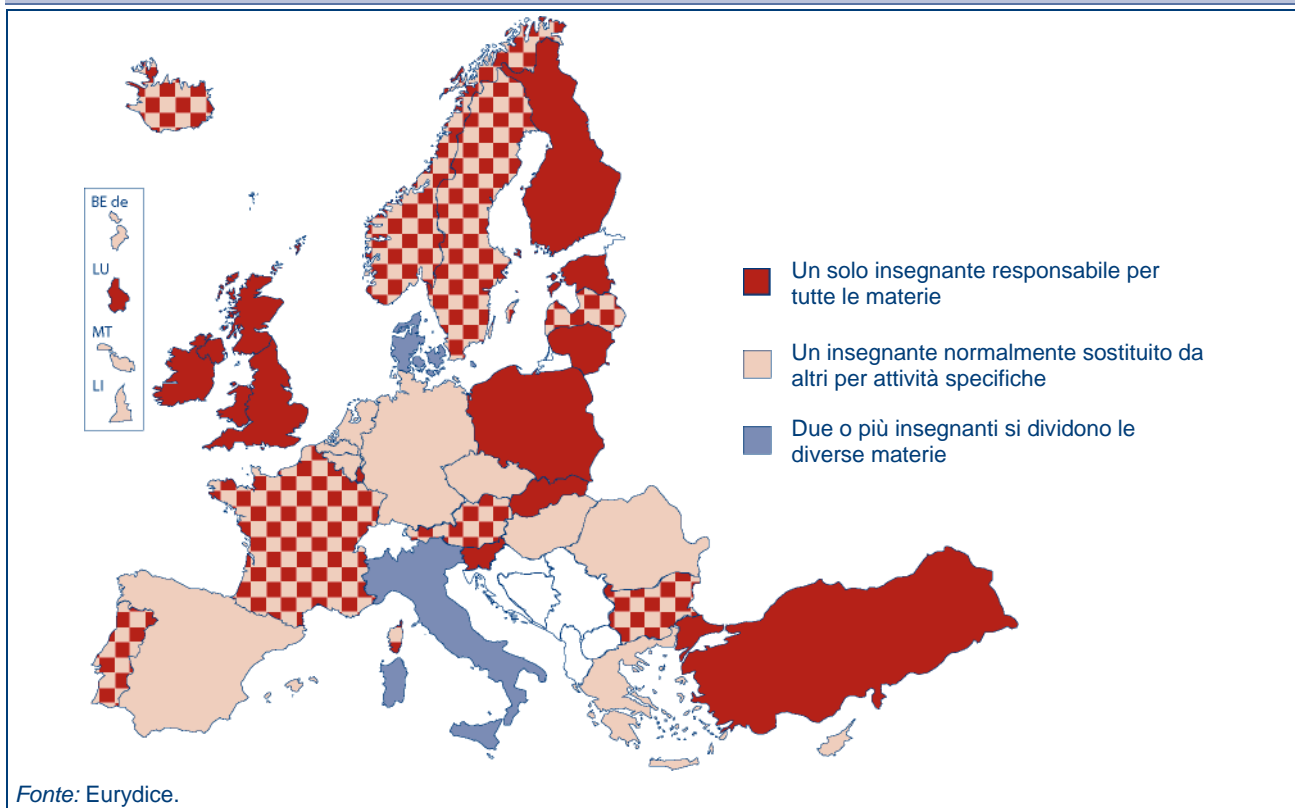 BE de
LU
MT
LI
Un solo insegnante responsabile per
tutte le materie
Un insegnante normalmente sostituito da
altri per attività specifiche
Due o più insegnanti si dividono le
diverse materie
Fonte: Eurydice.